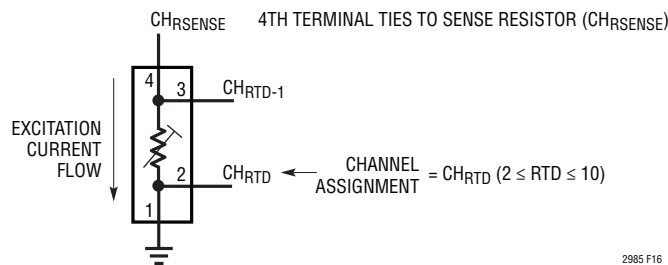 CHRSENSE 4TH TERMINAL TIES TO SENSE RESISTOR (CHRSENSE)
4
3 CHRTD-1
EXCITATION
CURRENT
FLOW
2 CHRTD
CHANNEL
ASSIGNMENT = CHRTD (2 ≤ RTD ≤ 10)
1
2985 F16